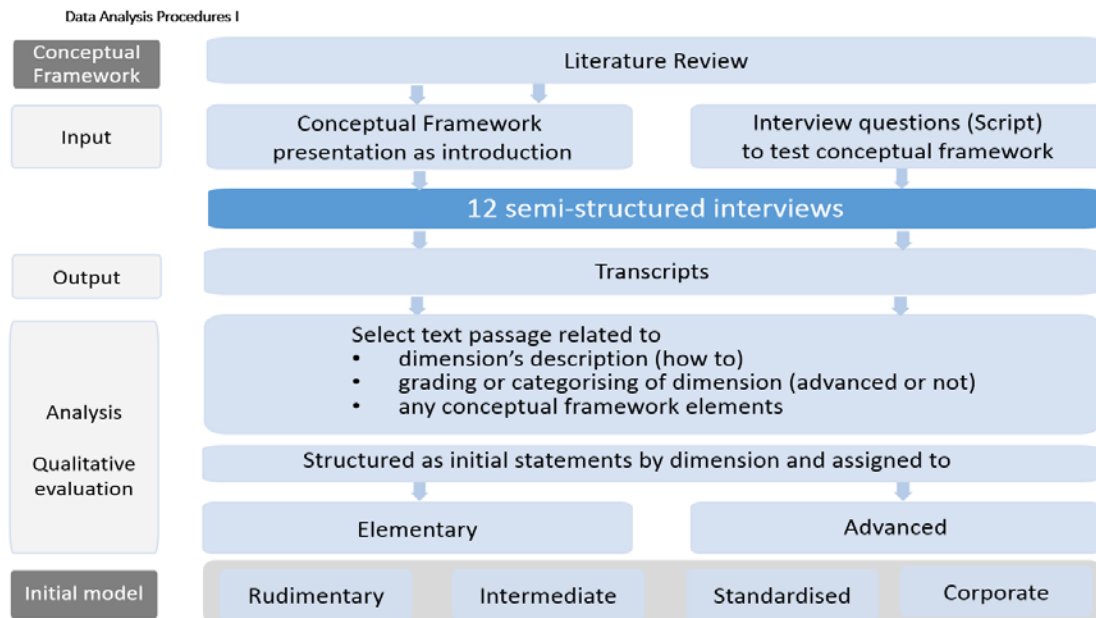 Data Analysis Procedures I
Conceptual
Framework
Literature Review
Input
Conceptual Framework
presentation as introduction
Interview questions (Script)
to test conceptual framework
12 semi-structured interviews
Output
Transcripts
Analysis
Qualitative
evaluation
Select text passage related to
• dimension's description (how to)
• grading or categorising of dimension (advanced or not)
• any conceptual framework elements
Structured as initial statements by dimension and assigned to
Elementary
Advanced
Initial model
Rudimentary
Intermediate
Standardised
Corporate